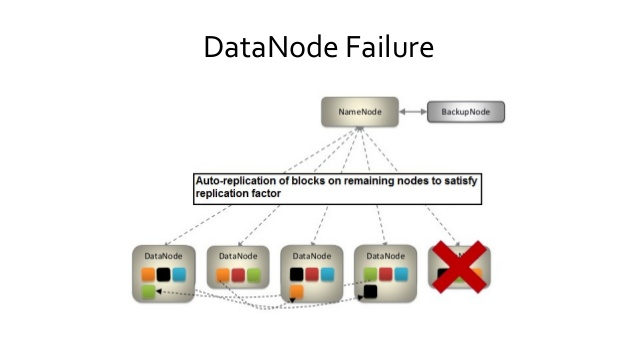 DataNode Failure
NameNode
BackupNode
Auto-replication of blocks on remaining nodes to satisfy
replication factor
DataNode
DataNode
DataNode
DataNode